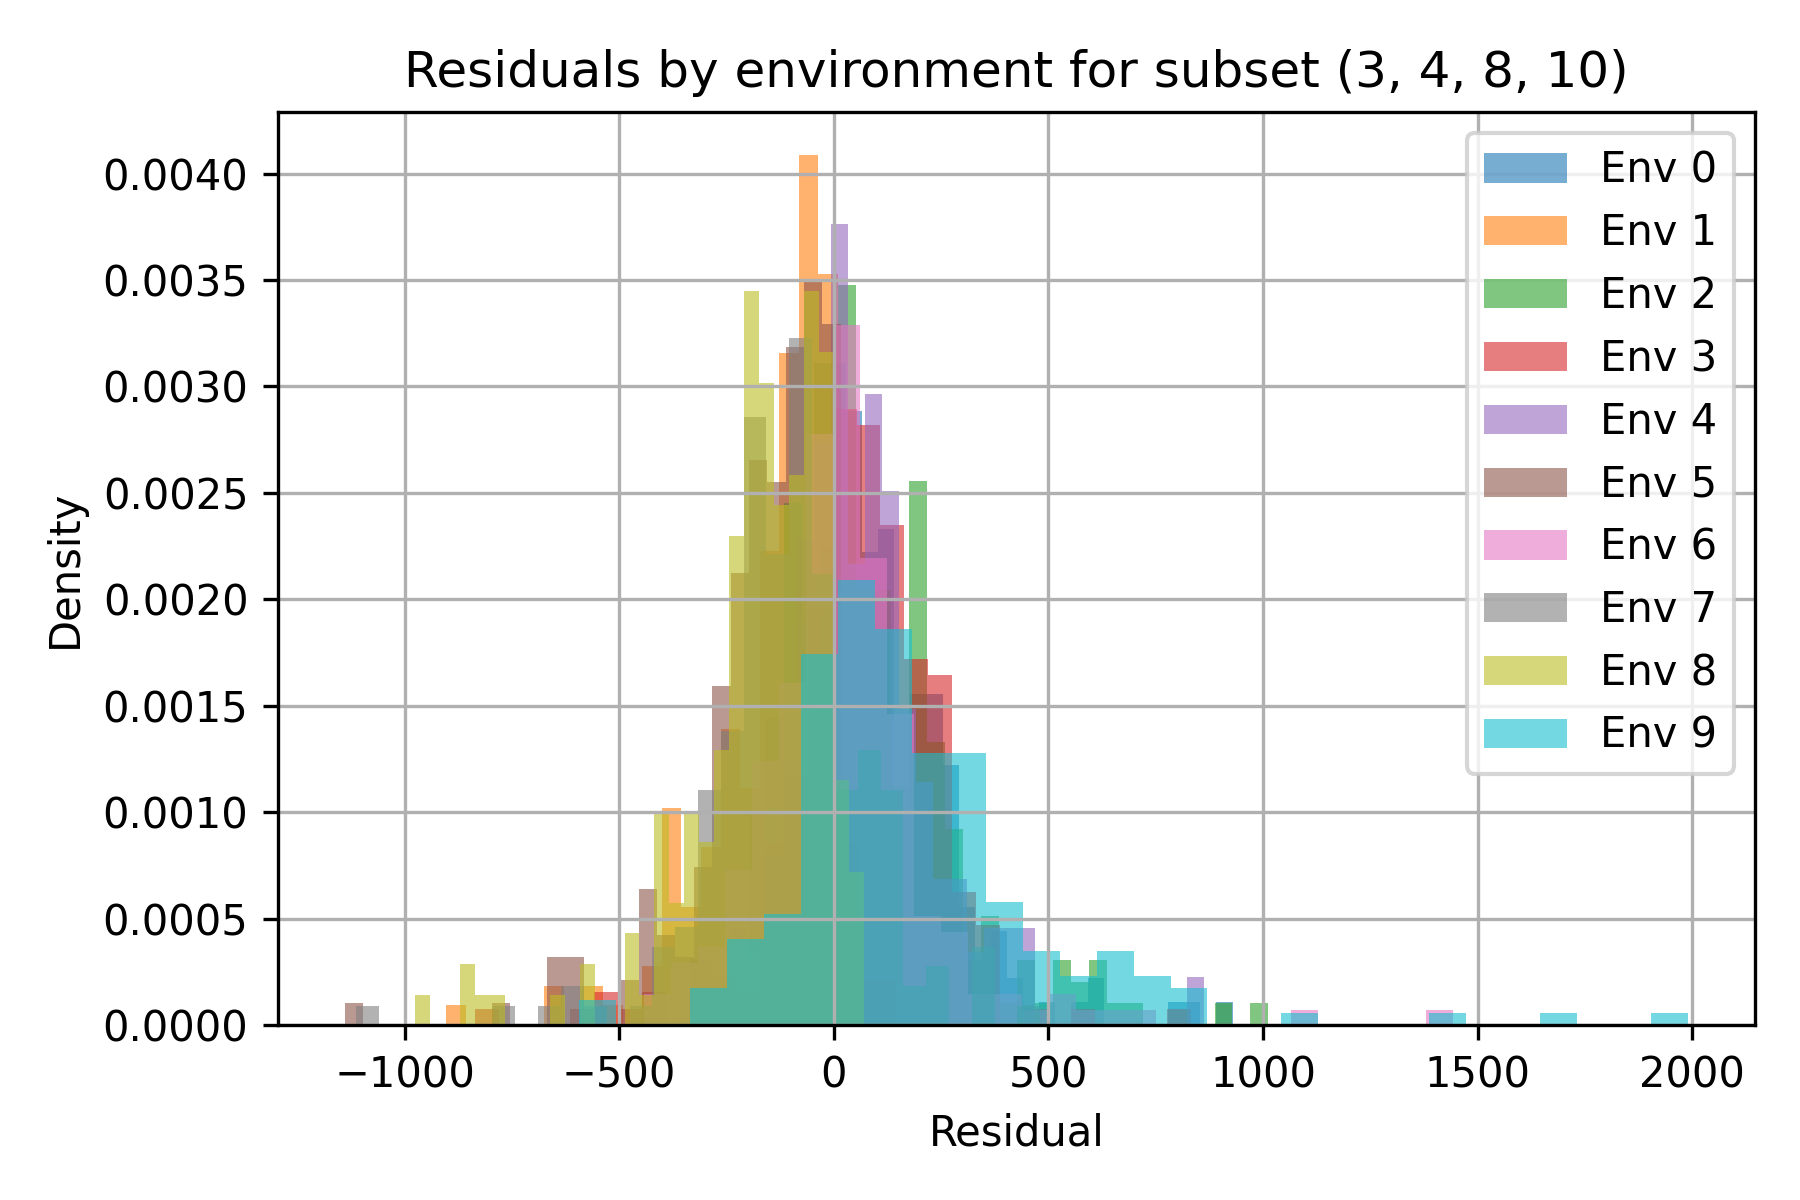 Residuals by environment for subset (3, 4, 8, 10)
0.0040
0.0035
0.0030
0.0025
0.0020
0.0015
0.0010
0.0005
0.0000
Density
Env 0
Env 1
Env 2
Env 3
Env 4
Env 5
Env 6
Env 7
Env 8
Env 9
−1000 −500 0 500 1000 1500 2000
Residual